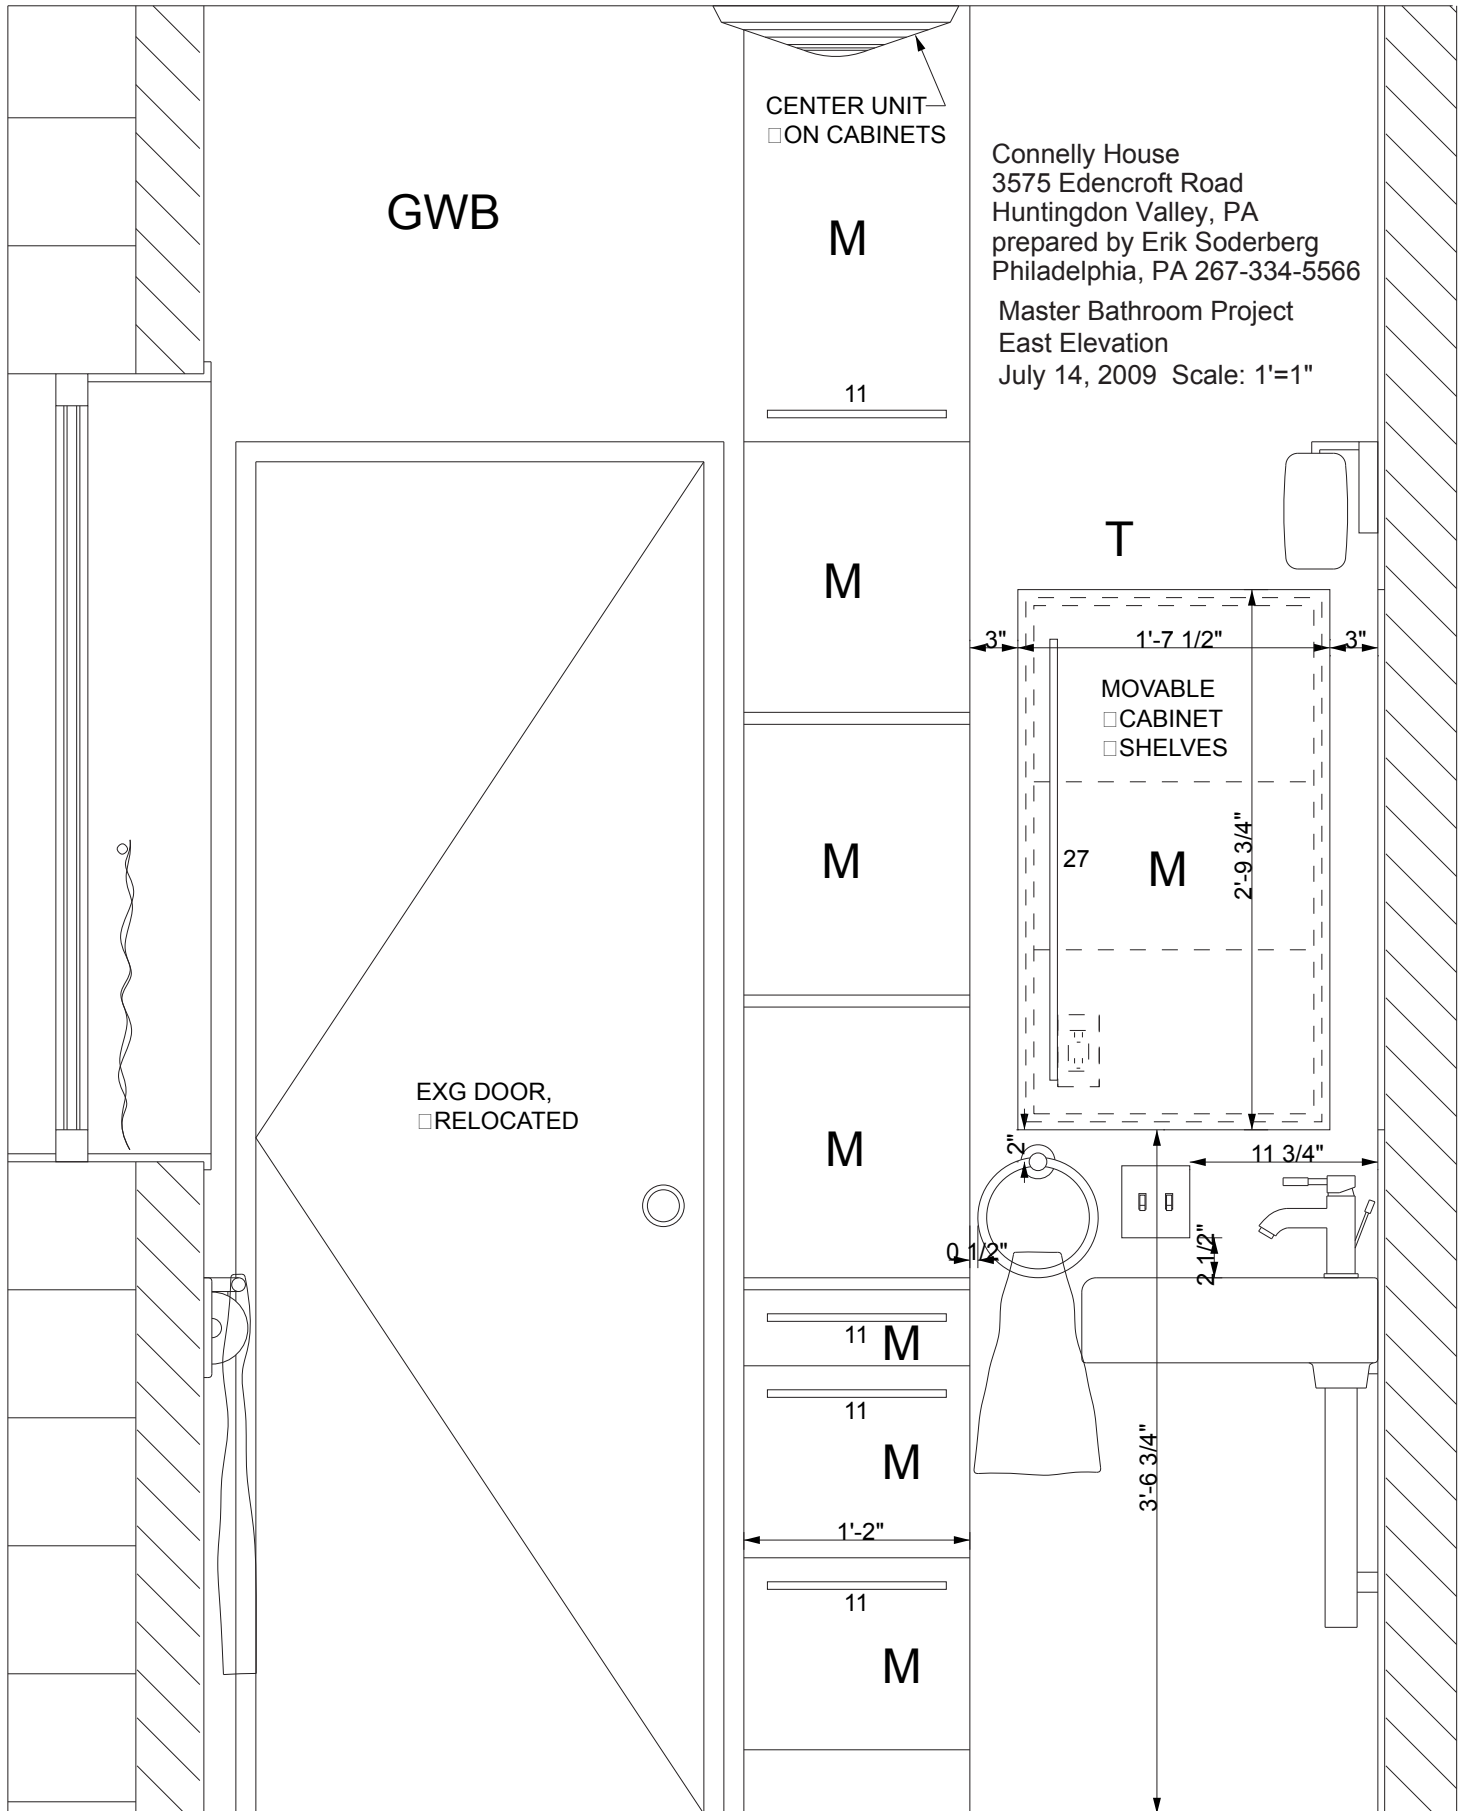 CENTER UNIT
□ON CABINETS
Connelly House
3575 Edencroft Road
Huntingdon Valley, PA
prepared by Erik Soderberg
Philadelphia, PA 267-334-5566
Master Bathroom Project
East Elevation
July 14, 2009 Scale: 1'=1"
GWB
M
11
T
M
3"
1'-7 1/2"
3"
MOVABLE
□CABINET
□SHELVES
2'-9 3/4"
27
M
M
EXG DOOR,
□RELOCATED
M
2"
11 3/4"
0 1/2"
2 1/2"
11
M
11
M
3'-6 3/4"
1'-2"
11
M